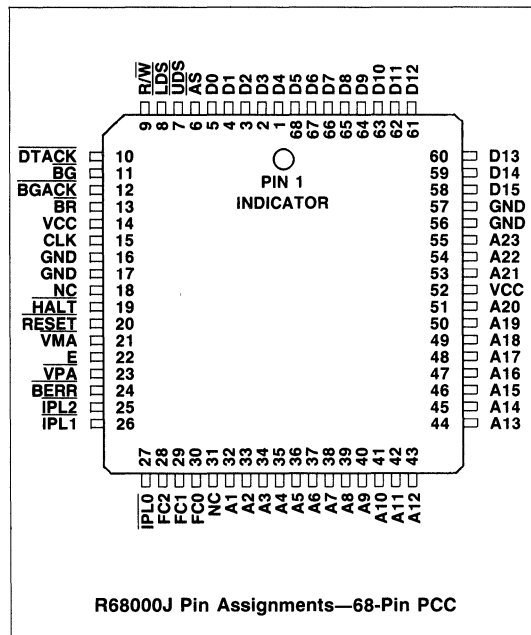 R/W LDS UDS AS D0 D1 D2 D3 D4 D5 D6 D7 D8 D9 D10 D11 D12
9 8 7 6 5 4 3 2 1 68 67 66 65 64 63 62 61
PIN 1
INDICATOR
DTACK 10
BG 11
BGACK 12
BR 13
VCC 14
CLK 15
GND 16
GND 17
NC 18
HALT 19
RESET 20
VMA 21
E 22
VPA 23
BERR 24
IPL2 25
IPL1 26
60 D13
59 D14
58 D15
57 GND
56 GND
55 A23
54 A22
53 A21
52 VCC
51 A20
50 A19
49 A18
48 A17
47 A16
46 A15
45 A14
44 A13
27 28 29 30 31 32 33 34 35 36 37 38 39 40 41 42 43
IPL0 FC2 FC1 FC0 NC A1 A2 A3 A4 A5 A6 A7 A8 A9 A10 A11 A12
R68000J Pin Assignments—68-Pin PCC